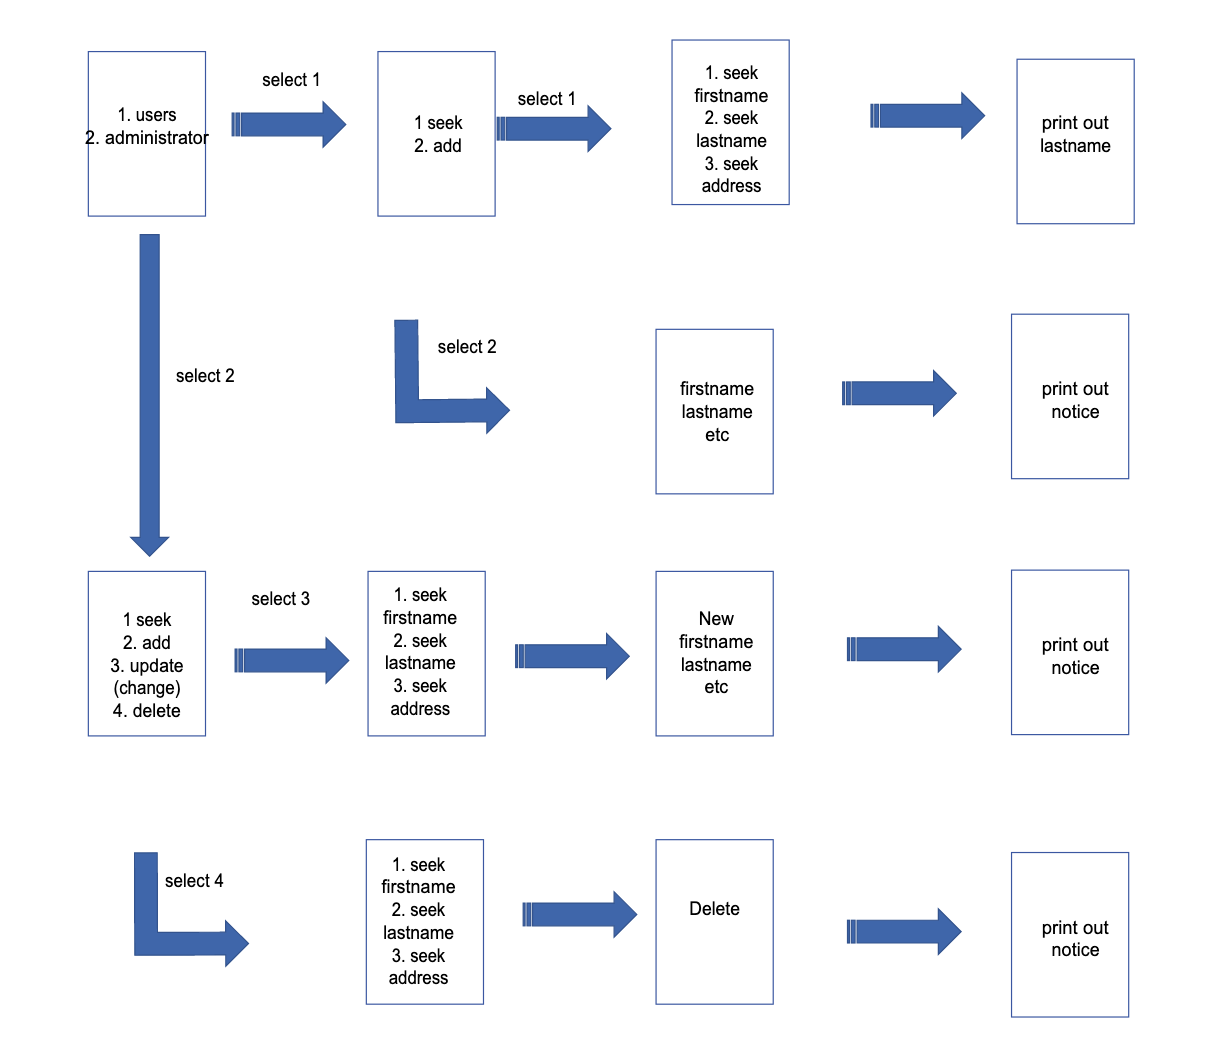 1. users
2. administrator
select 1
1 seek
2. add
select 1
1. seek
firstname
2. seek
lastname
3. seek
address
print out
lastname
select 2
select 2
firstname
lastname
etc
print out
notice
1 seek
2. add
3. update
(change)
4. delete
select 3
1. seek
firstname
2. seek
lastname
3. seek
address
New
firstname
lastname
etc
print out
notice
select 4
1. seek
firstname
2. seek
lastname
3. seek
address
Delete
print out
notice